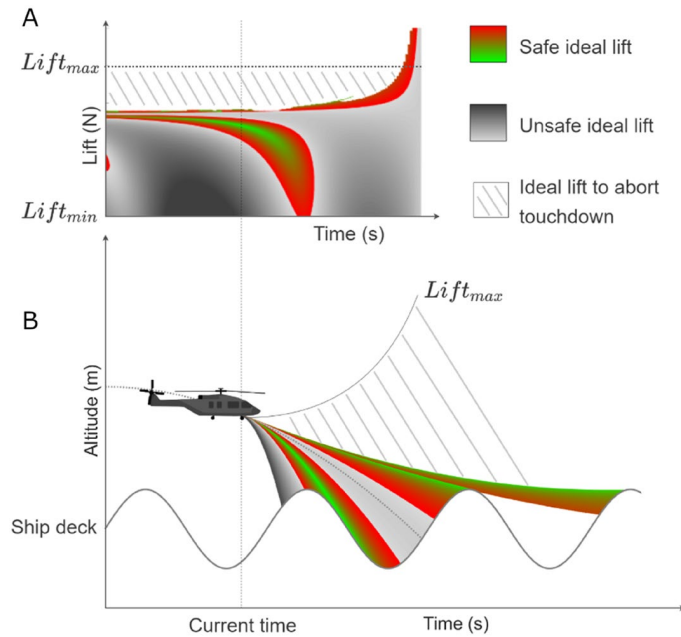 A
Lift_max
Lift (N)
Lift_min
Time (s)
Safe ideal lift
Unsafe ideal lift
Ideal lift to abort
touchdown
B
Lift_max
Altitude (m)
Ship deck
Current time
Time (s)